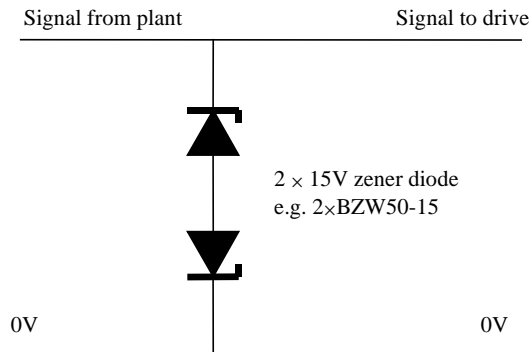 Signal from plant
Signal to drive
2 × 15V zener diode
e.g. 2×BZW50-15
0V
0V